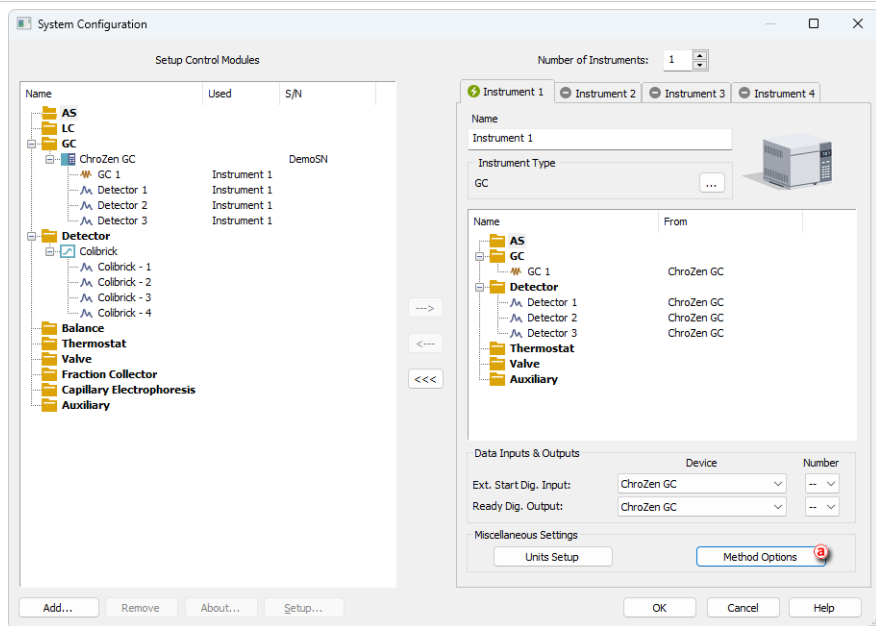 System Configuration
Setup Control Modules
Number of Instruments: 1
Name Used S/N
AS
LC
GC
ChroZen GC DemoSN
GC 1 Instrument 1
Detector 1 Instrument 1
Detector 2 Instrument 1
Detector 3 Instrument 1
Detector
Colibrick
Colibrick - 1
Colibrick - 2
Colibrick - 3
Colibrick - 4
Balance
Thermostat
Valve
Fraction Collector
Capillary Electrophoresis
Auxiliary
--->
<---
<<<
Instrument 1 Instrument 2 Instrument 3 Instrument 4
Name
Instrument 1
Instrument Type
GC ...
Name From
AS
GC
GC 1 ChroZen GC
Detector
Detector 1 ChroZen GC
Detector 2 ChroZen GC
Detector 3 ChroZen GC
Thermostat
Valve
Auxiliary
Data Inputs & Outputs
Device Number
Ext. Start Dig. Input: ChroZen GC --
Ready Dig. Output: ChroZen GC --
Miscellaneous Settings
Units Setup Method Options a
Add... Remove About... Setup... OK Cancel Help